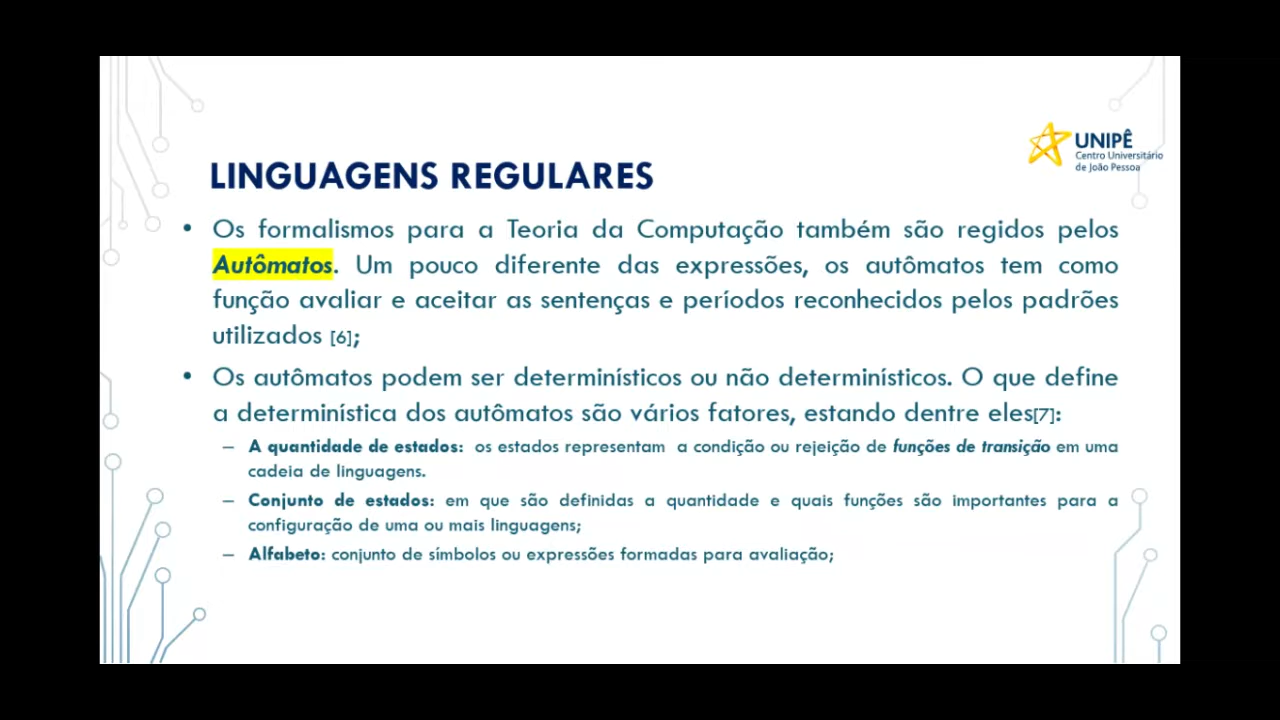 UNIPÊ
Centro Universitário
de João Pessoa
LINGUAGENS REGULARES
• Os formalismos para a Teoria da Computação também são regidos pelos
Autômatos. Um pouco diferente das expressões, os autômatos tem como
função avaliar e aceitar as sentenças e períodos reconhecidos pelos padrões
utilizados [6];
• Os autômatos podem ser determinísticos ou não determinísticos. O que define
a determinística dos autômatos são vários fatores, estando dentre eles[7]:
– A quantidade de estados: os estados representam a condição ou rejeição de funções de transição em uma
cadeia de linguagens.
– Conjunto de estados: em que são definidas a quantidade e quais funções são importantes para a
configuração de uma ou mais linguagens;
– Alfabeto: conjunto de símbolos ou expressões formadas para avaliação;